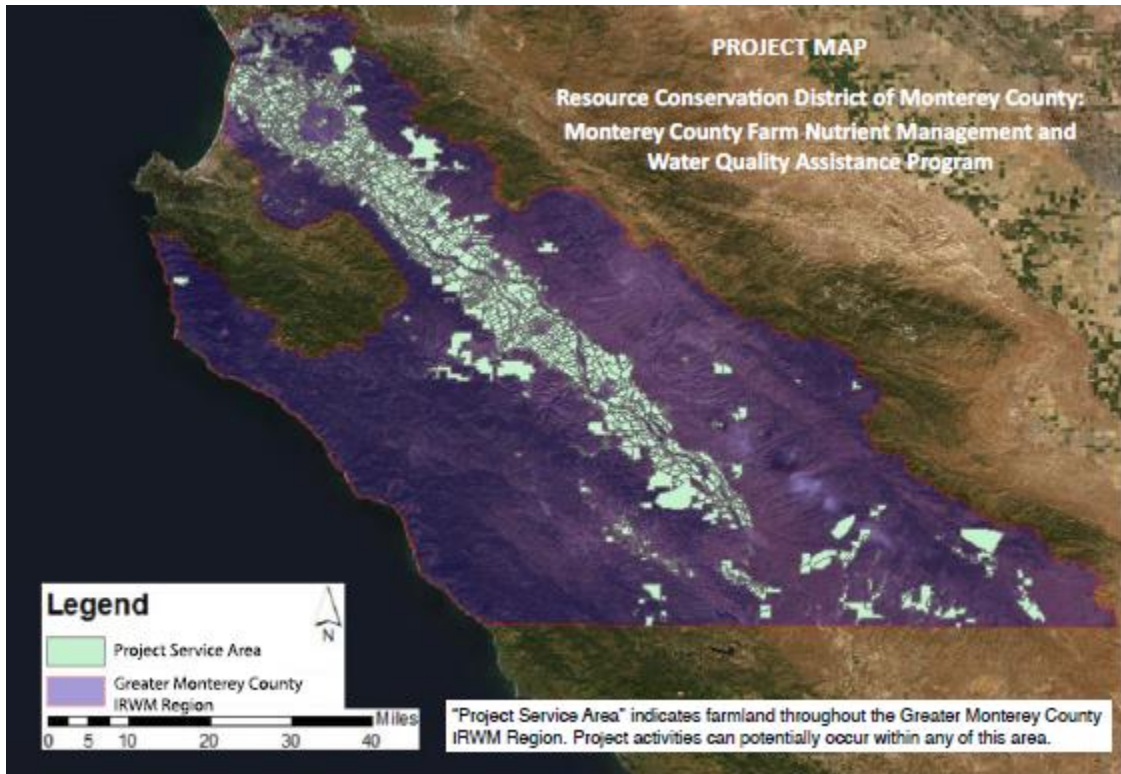 PROJECT MAP
Resource Conservation District of Monterey County:
Monterey County Farm Nutrient Management and
Water Quality Assistance Program
Legend
N
Project Service Area
Greater Monterey County
IRWM Region
Miles
0 5 10 20 30 40
"Project Service Area" indicates farmland throughout the Greater Monterey County
IRWM Region. Project activities can potentially occur within any of this area.